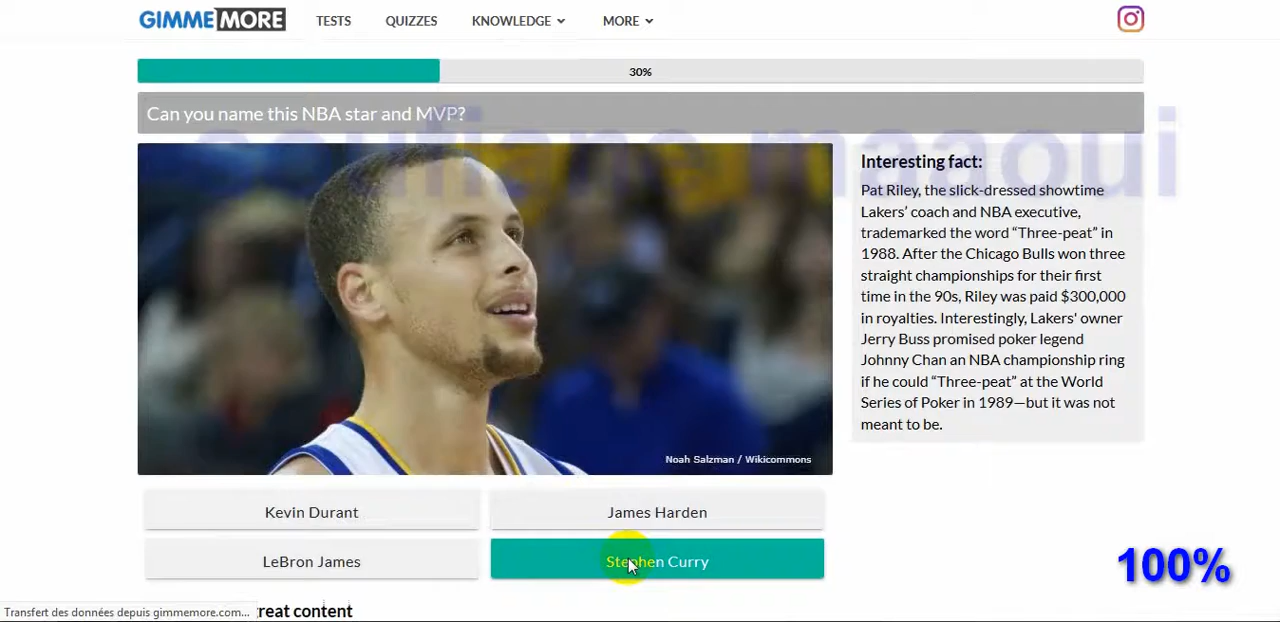 GIMMEMORE TESTS QUIZZES KNOWLEDGE MORE
30%
Can you name this NBA star and MVP?
soufiane maaoui
Interesting fact:
Pat Riley, the slick-dressed showtime
Lakers' coach and NBA executive,
trademarked the word “Three-peat” in
1988. After the Chicago Bulls won three
straight championships for their first
time in the 90s, Riley was paid $300,000
in royalties. Interestingly, Lakers' owner
Jerry Buss promised poker legend
Johnny Chan an NBA championship ring
if he could “Three-peat” at the World
Series of Poker in 1989—but it was not
meant to be.
Noah Salzman / Wikicommons
Kevin Durant
James Harden
LeBron James
Stephen Curry
100%
Transfert des données depuis gimmemore.com...
reat content